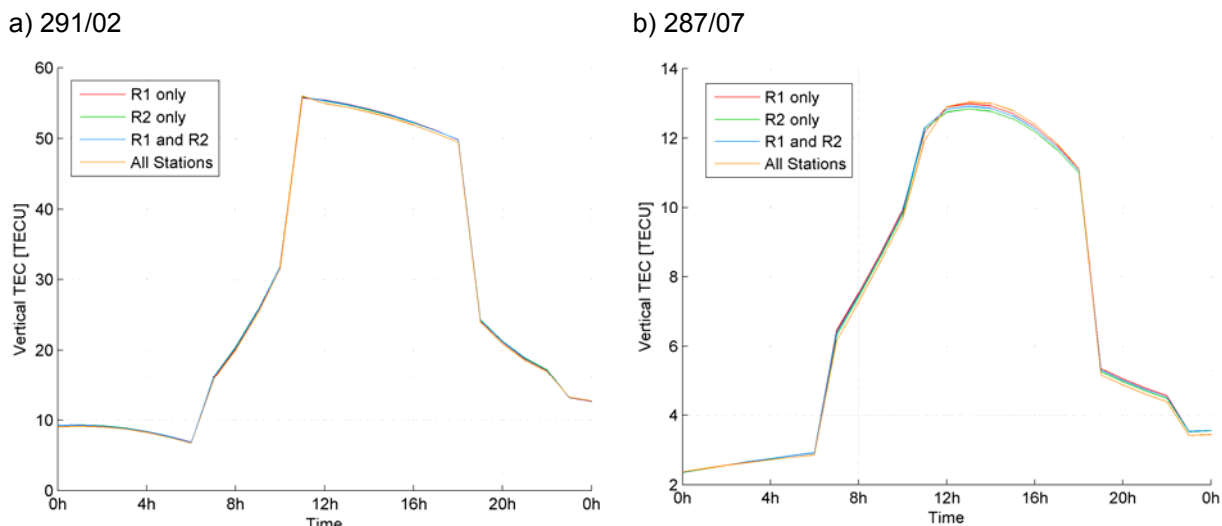 a) 291/02
b) 287/07
60
50
40
30
20
10
0
Vertical TEC [TECU]
R1 only
R2 only
R1 and R2
All Stations
0h
4h
8h
12h
16h
20h
0h
Time
14
12
10
8
6
4
2
Vertical TEC [TECU]
R1 only
R2 only
R1 and R2
All Stations
0h
4h
8h
12h
16h
20h
0h
Time